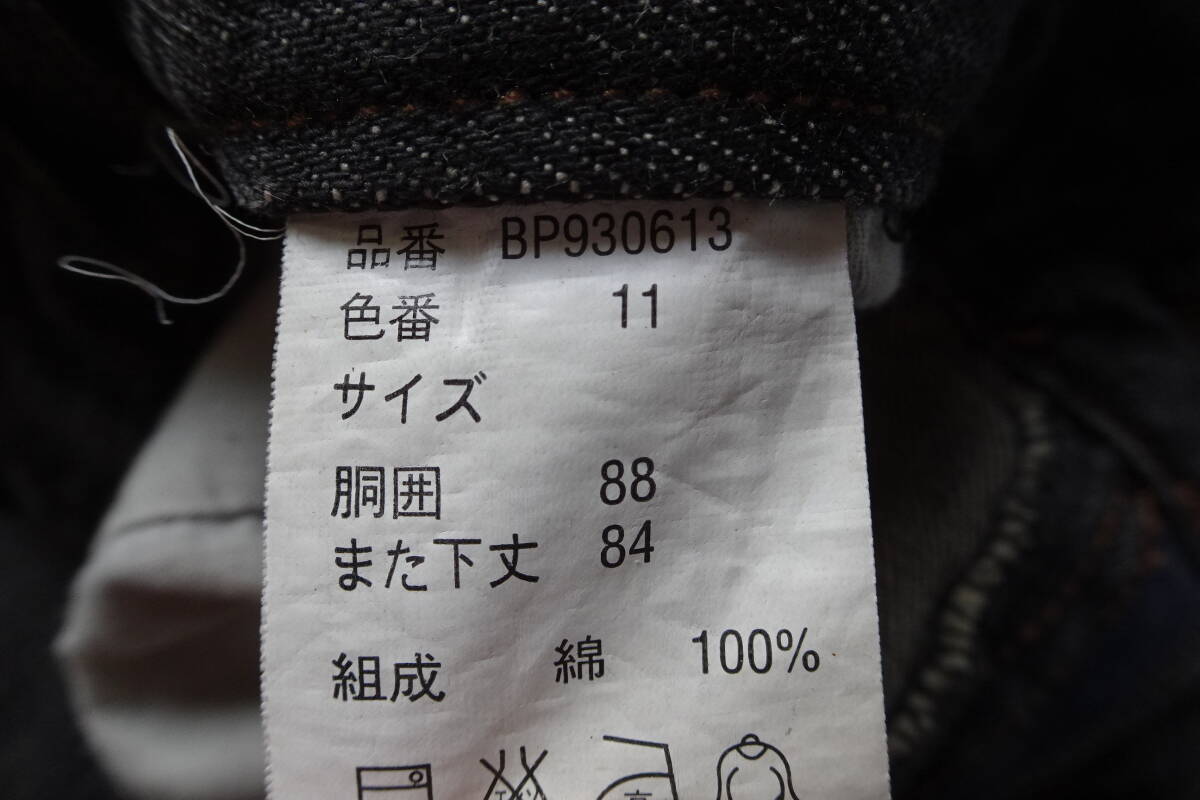 品番 BP930613
色番 11
サイズ
胴囲 88
また下丈 84
組成 綿 100%
高